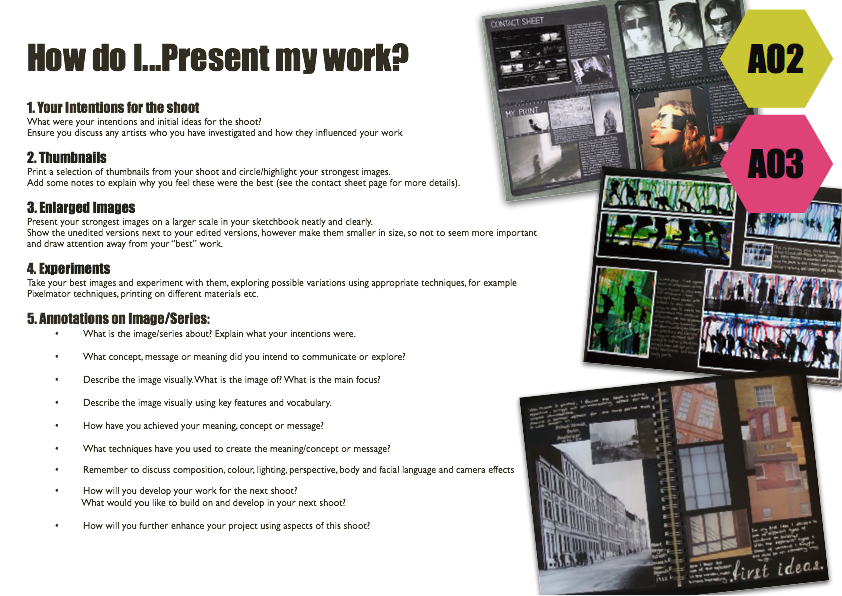 How do I...Present my work?
1. Your Intentions for the shoot
What were your intentions and initial ideas for the shoot?
Ensure you discuss any artists who you have investigated and how they influenced your work
2. Thumbnails
Print a selection of thumbnails from your shoot and circle/highlight your strongest images.
Add some notes to explain why you feel these were the best (see the contact sheet page for more details).
3. Enlarged Images
Present your strongest images on a larger scale in your sketchbook neatly and clearly.
Show the unedited versions next to your edited versions, however make them smaller in size, so not to seem more important
and draw attention away from your “best” work.
4. Experiments
Take your best images and experiment with them, exploring possible variations using appropriate techniques, for example
Pixelmator techniques, printing on different materials etc.
5. Annotations on Image/Series:
• What is the image/series about? Explain what your intentions were.
• What concept, message or meaning did you intend to communicate or explore?
• Describe the image visually. What is the image of? What is the main focus?
• Describe the image visually using key features and vocabulary.
• How have you achieved your meaning, concept or message?
• What techniques have you used to create the meaning/concept or message?
• Remember to discuss composition, colour, lighting, perspective, body and facial language and camera effects
• How will you develop your work for the next shoot?
What would you like to build on and develop in your next shoot?
• How will you further enhance your project using aspects of this shoot?
CONTACT SHEET
MY PRINT
AO2
AO3
first ideas.